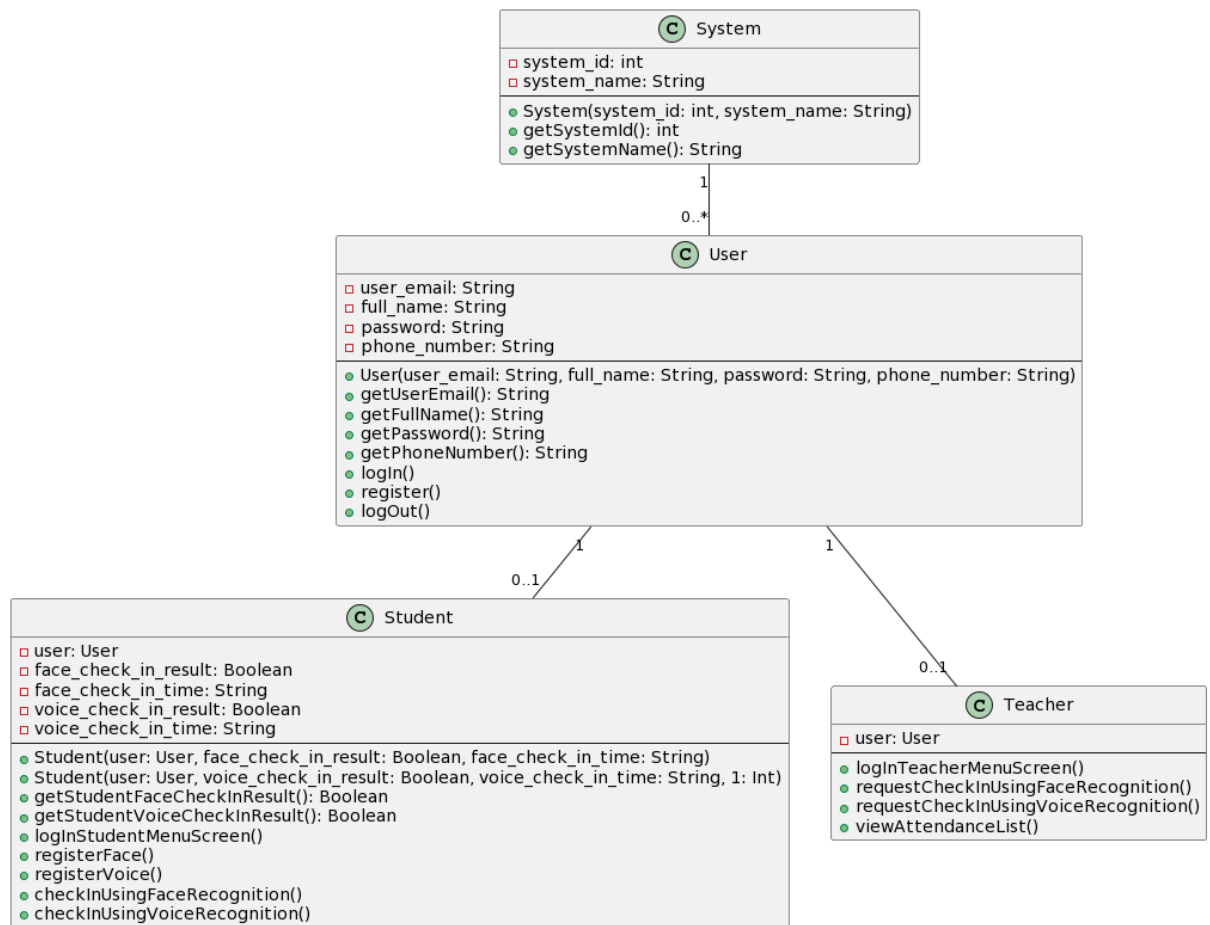 C System
system_id: int
system_name: String
System(system_id: int, system_name: String)
getSystemId(): int
getSystemName(): String
1
0..*
C User
user_email: String
full_name: String
password: String
phone_number: String
User(user_email: String, full_name: String, password: String, phone_number: String)
getUserEmail(): String
getFullName(): String
getPassword(): String
getPhoneNumber(): String
logIn()
register()
logOut()
1
0..1
1
0..1
C Student
user: User
face_check_in_result: Boolean
face_check_in_time: String
voice_check_in_result: Boolean
voice_check_in_time: String
Student(user: User, face_check_in_result: Boolean, face_check_in_time: String)
Student(user: User, voice_check_in_result: Boolean, voice_check_in_time: String, 1: Int)
getStudentFaceCheckInResult(): Boolean
getStudentVoiceCheckInResult(): Boolean
logInStudentMenuScreen()
registerFace()
registerVoice()
checkInUsingFaceRecognition()
checkInUsingVoiceRecognition()
C Teacher
user: User
logInTeacherMenuScreen()
requestCheckInUsingFaceRecognition()
requestCheckInUsingVoiceRecognition()
viewAttendanceList()